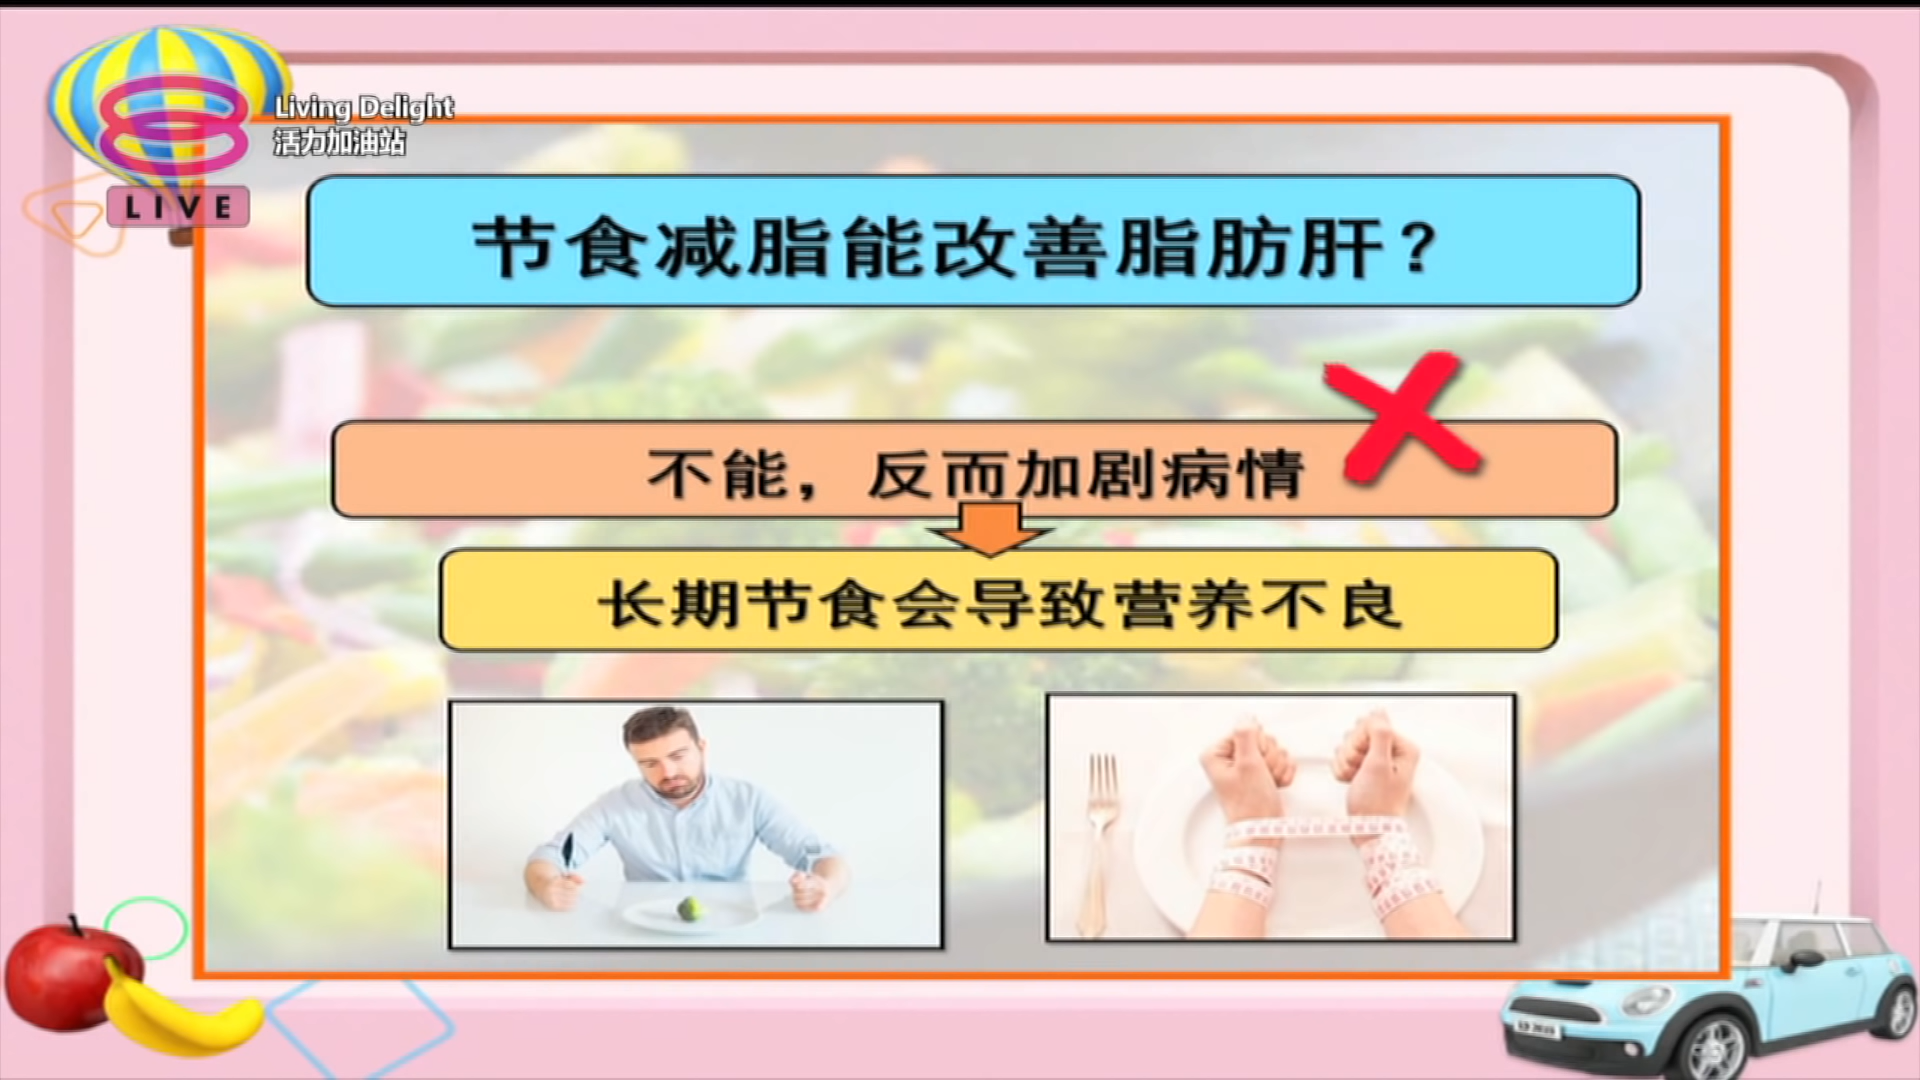 Living Delight
活力加油站
LIVE
节食减脂能改善脂肪肝？
不能，反而加剧病情
长期节食会导致营养不良